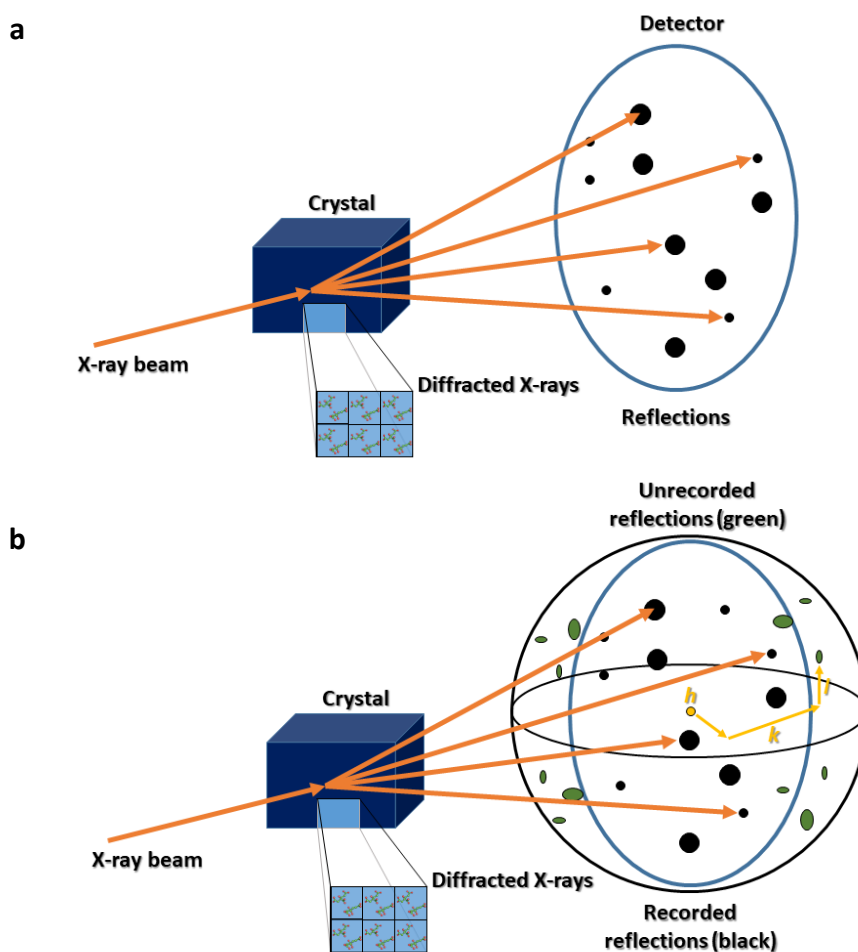 a
Detector
Crystal
X-ray beam
Diffracted X-rays
Reflections
Unrecorded
reflections (green)
b
Crystal
h
k
l
X-ray beam
Diffracted X-rays
Recorded
reflections (black)